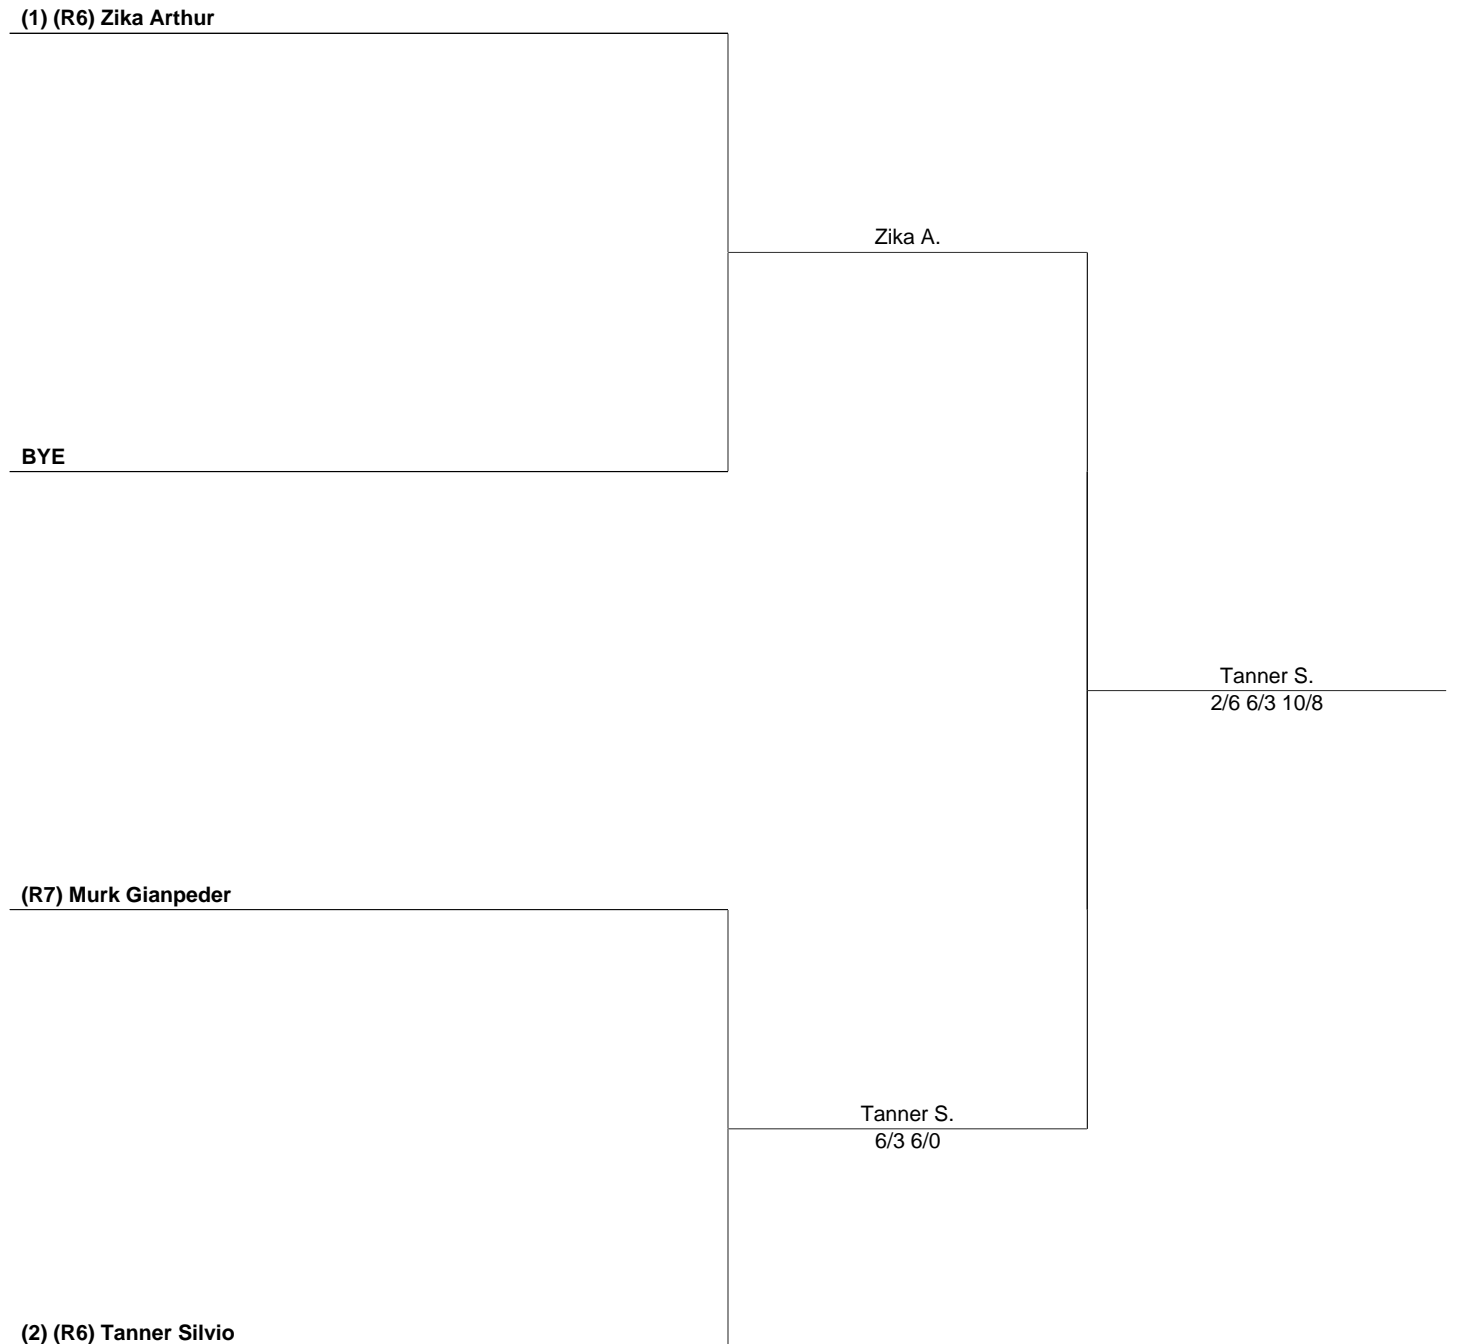 (1) (R6) Zika Arthur
Zika A.
BYE
Tanner S.
2/6 6/3 10/8
(R7) Murk Gianpeder
Tanner S.
6/3 6/0
(2) (R6) Tanner Silvio